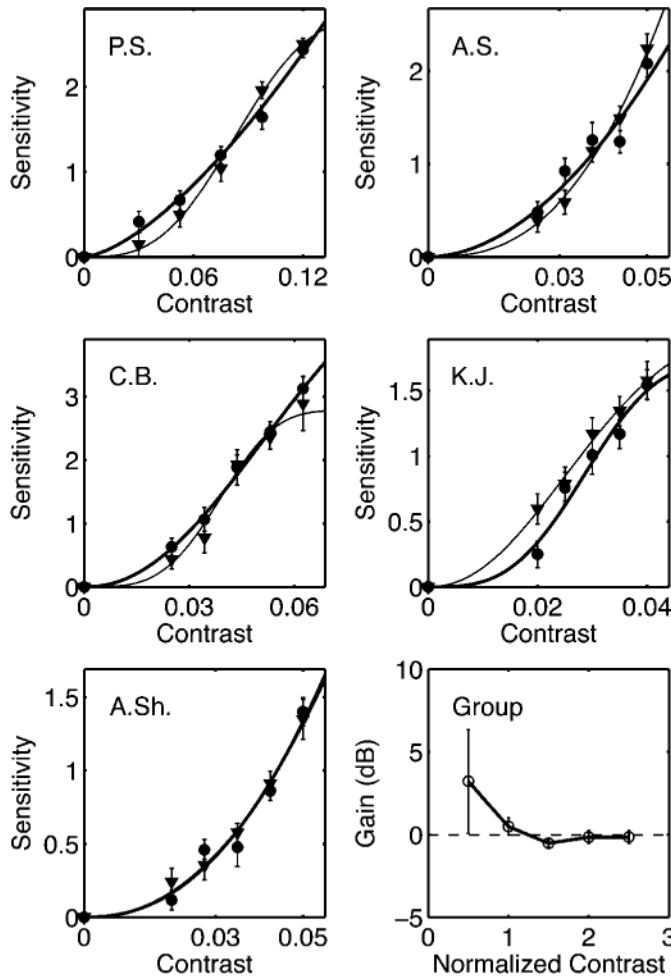 P.S.
Sensitivity
2
1
0
0
0.06
0.12
Contrast
A.S.
Sensitivity
2
1
0
0
0.03
0.05
Contrast
C.B.
Sensitivity
3
2
1
0
0
0.03
0.06
Contrast
K.J.
Sensitivity
1.5
1
0.5
0
0
0.02
0.04
Contrast
A.Sh.
Sensitivity
1.5
1
0.5
0
0
0.03
0.05
Contrast
Group
Gain (dB)
10
5
0
−5
0
1
2
3
Normalized Contrast